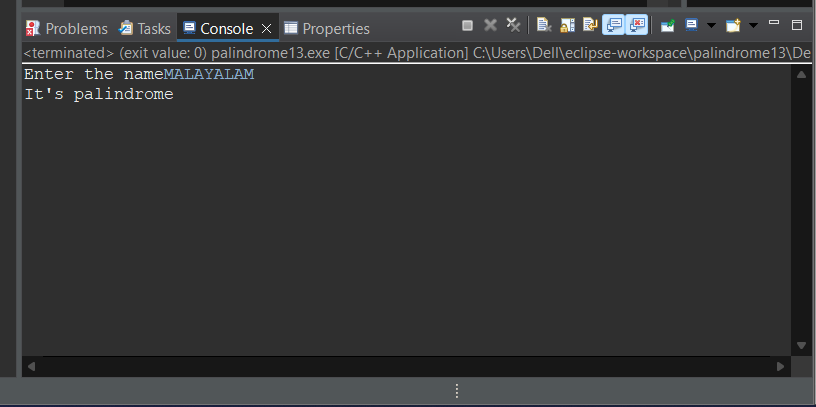 Problems Tasks Console Properties
<terminated> (exit value: 0) palindrome13.exe [C/C++ Application] C:\Users\Dell\eclipse-workspace\palindrome13\De
Enter the nameMALAYALAM
It's palindrome